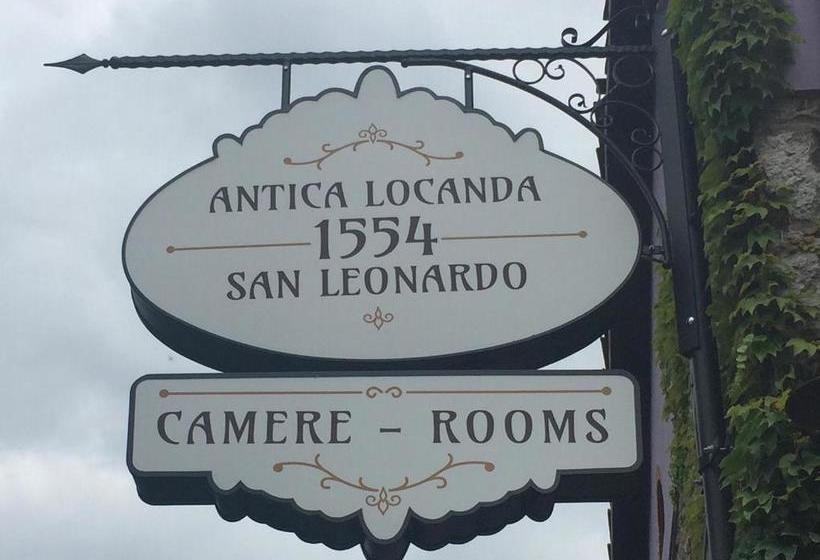 ANTICA LOCANDA
1554
SAN LEONARDO
CAMERE - ROOMS